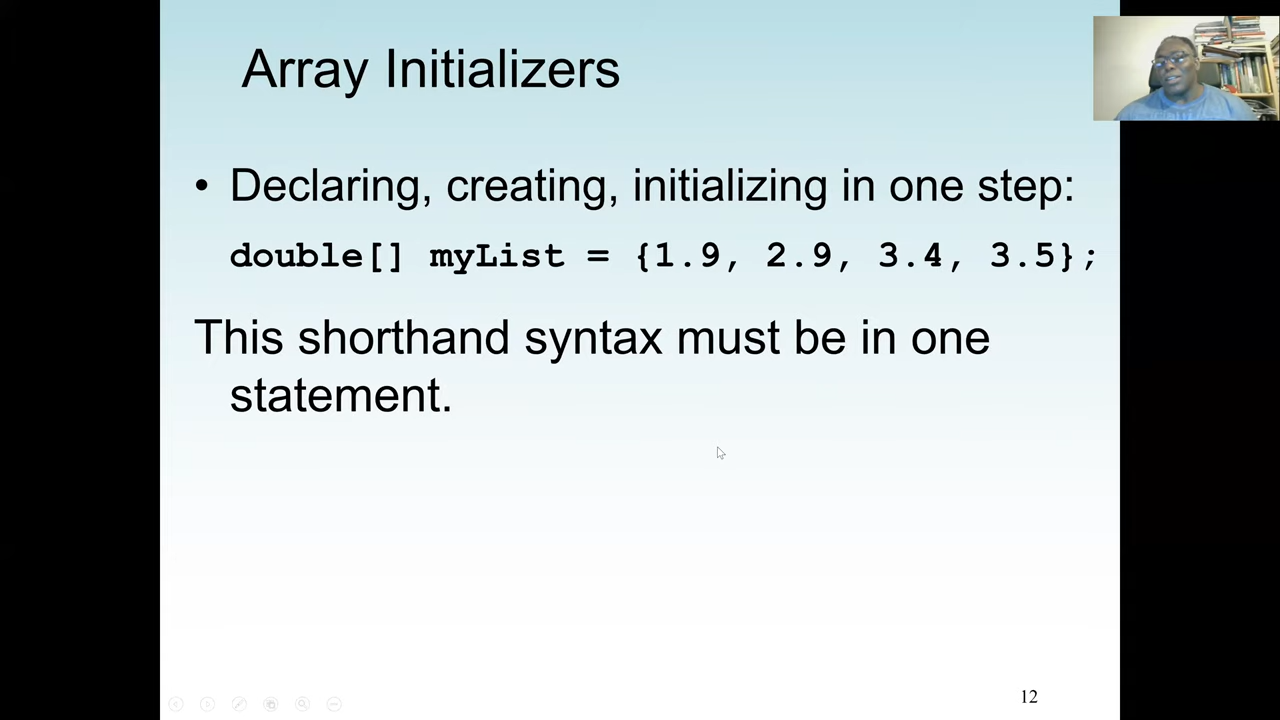 Array Initializers
• Declaring, creating, initializing in one step:
double[] myList = {1.9, 2.9, 3.4, 3.5};
This shorthand syntax must be in one
statement.
12